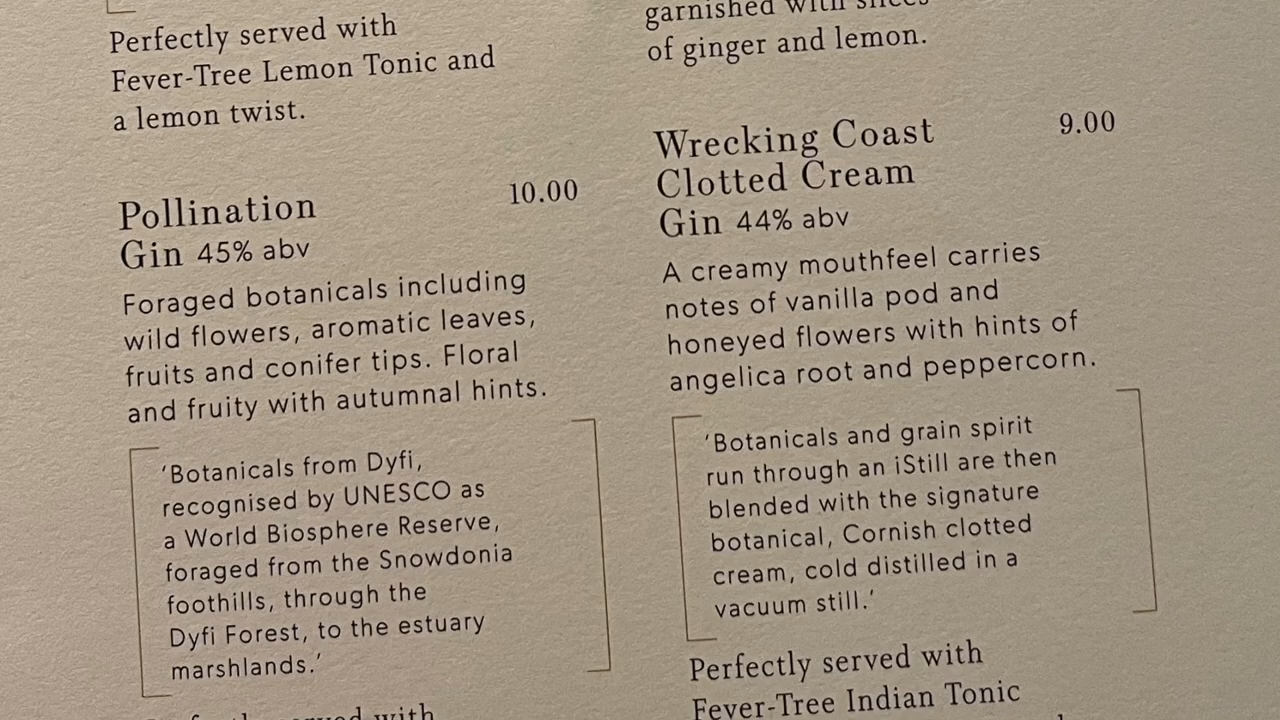 Perfectly served with
Fever-Tree Lemon Tonic and
a lemon twist.
Pollination 10.00
Gin 45% abv
Foraged botanicals including
wild flowers, aromatic leaves,
fruits and conifer tips. Floral
and fruity with autumnal hints.
'Botanicals from Dyfi,
recognised by UNESCO as
a World Biosphere Reserve,
foraged from the Snowdonia
foothills, through the
Dyfi Forest, to the estuary
marshlands.'
served with
garnished with slices
of ginger and lemon.
Wrecking Coast 9.00
Clotted Cream
Gin 44% abv
A creamy mouthfeel carries
notes of vanilla pod and
honeyed flowers with hints of
angelica root and peppercorn.
'Botanicals and grain spirit
run through an iStill are then
blended with the signature
botanical, Cornish clotted
cream, cold distilled in a
vacuum still.'
Perfectly served with
Fever-Tree Indian Tonic